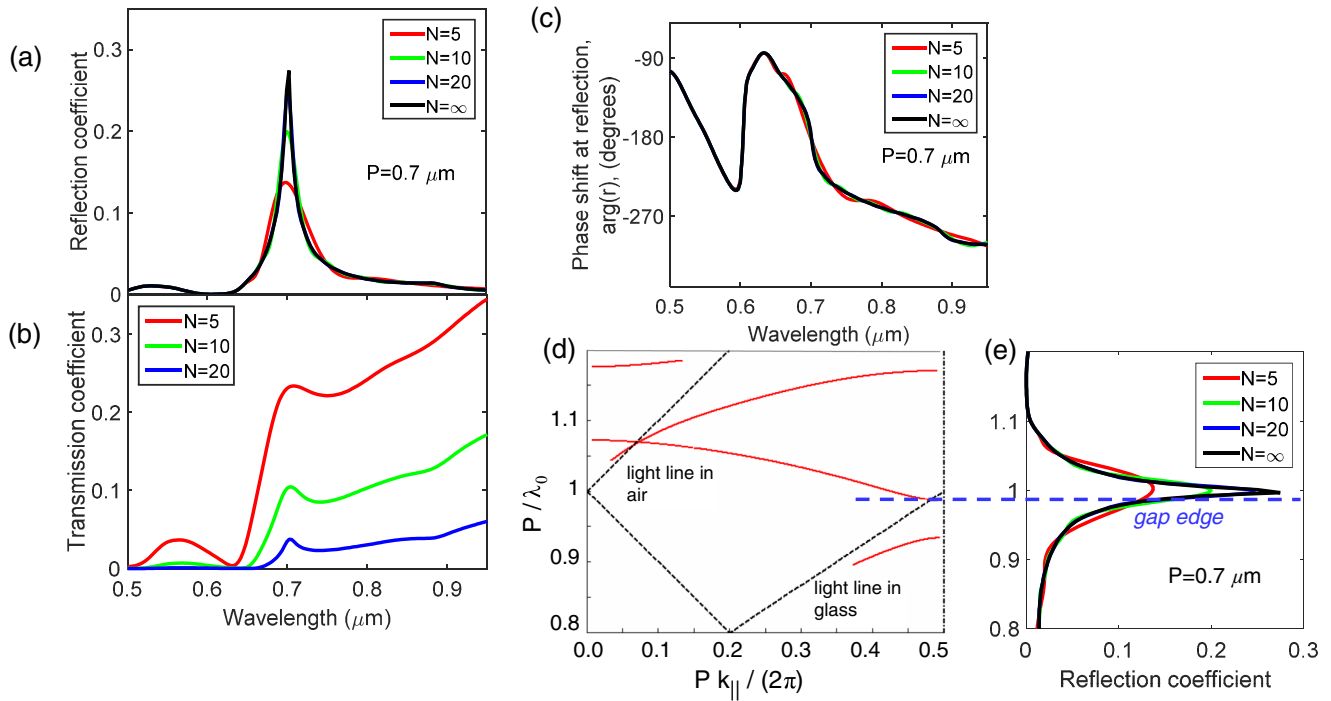 (a)
Reflection coefficient
0.3
0.2
0.1
0
N=5
N=10
N=20
N=∞
P=0.7 μm
(b)
Transmission coefficient
0.3
0.2
0.1
0
N=5
N=10
N=20
0.5 0.6 0.7 0.8 0.9
Wavelength (μm)
(c)
Phase shift at reflection,
arg(r), (degrees)
-90
-180
-270
N=5
N=10
N=20
N=∞
P=0.7 μm
0.5 0.6 0.7 0.8 0.9
Wavelength (μm)
(d)
P / λ0
1.1
1
0.9
0.8
light line in
air
light line in
glass
0.0 0.1 0.2 0.3 0.4 0.5
P k|| / (2π)
(e)
1.1
1
0.9
0.8
N=5
N=10
N=20
N=∞
gap edge
P=0.7 μm
0 0.1 0.2 0.3
Reflection coefficient